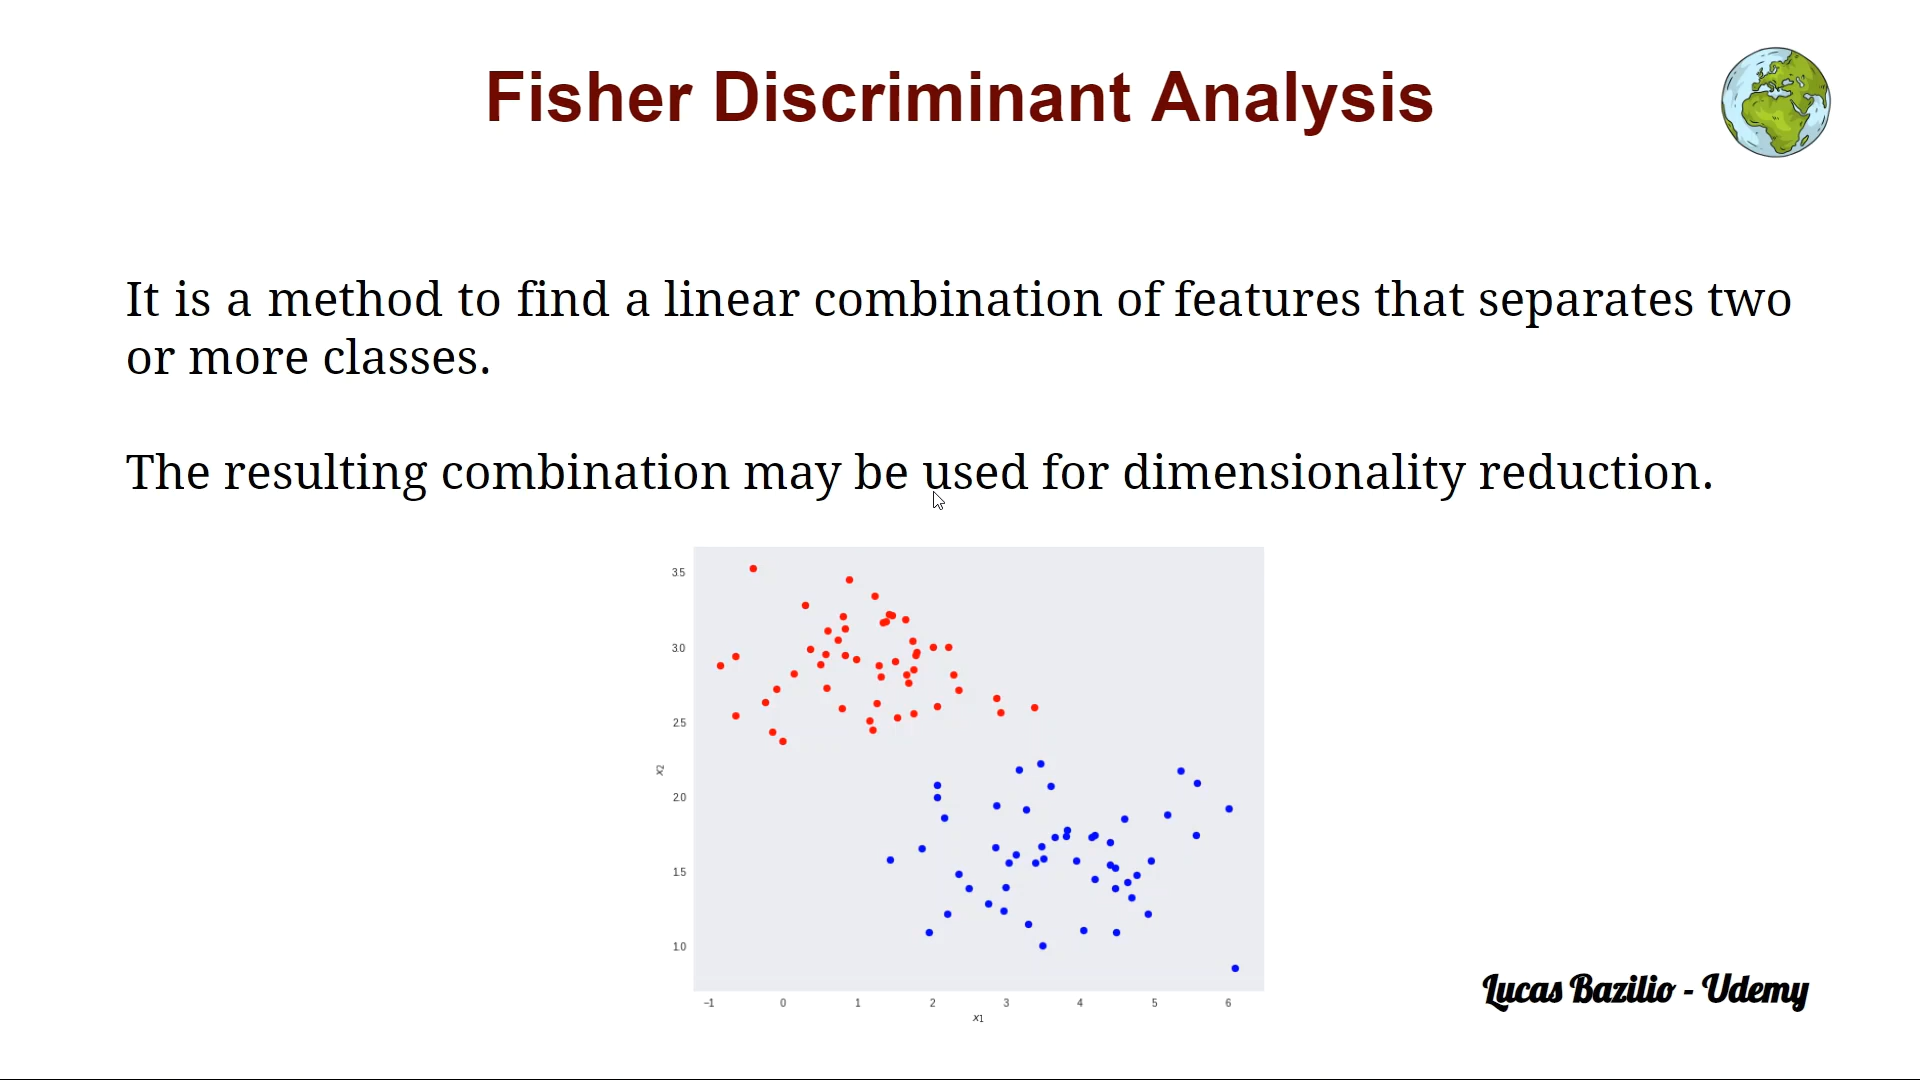 Fisher Discriminant Analysis
It is a method to find a linear combination of features that separates two
or more classes.
The resulting combination may be used for dimensionality reduction.
3.5
3.0
2.5
2.0
1.5
1.0
x2
−1 0 1 2 3 4 5 6
x1
Lucas Bazilio - Udemy